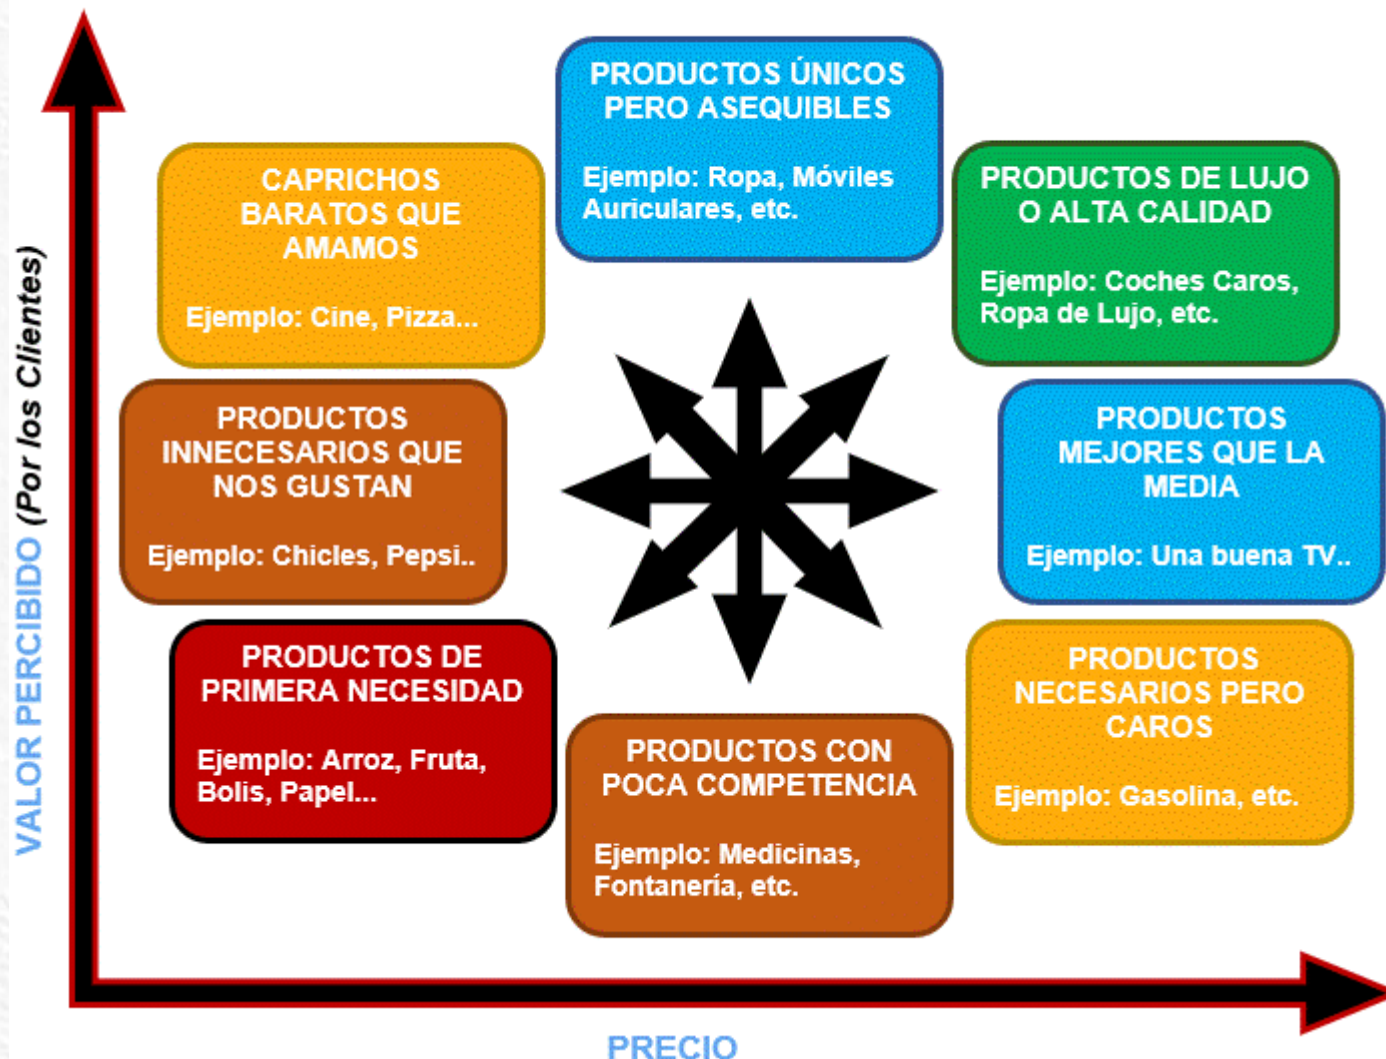 VALOR PERCIBIDO (Por los Clientes)
PRODUCTOS ÚNICOS
PERO ASEQUIBLES
Ejemplo: Ropa, Móviles
Auriculares, etc.
CAPRICHOS
BARATOS QUE
AMAMOS
Ejemplo: Cine, Pizza...
PRODUCTOS DE LUJO
O ALTA CALIDAD
Ejemplo: Coches Caros,
Ropa de Lujo, etc.
PRODUCTOS
INNECESARIOS QUE
NOS GUSTAN
Ejemplo: Chicles, Pepsi..
PRODUCTOS
MEJORES QUE LA
MEDIA
Ejemplo: Una buena TV..
PRODUCTOS DE
PRIMERA NECESIDAD
Ejemplo: Arroz, Fruta,
Bolis, Papel...
PRODUCTOS CON
POCA COMPETENCIA
Ejemplo: Medicinas,
Fontanería, etc.
PRODUCTOS
NECESARIOS PERO
CAROS
Ejemplo: Gasolina, etc.
PRECIO